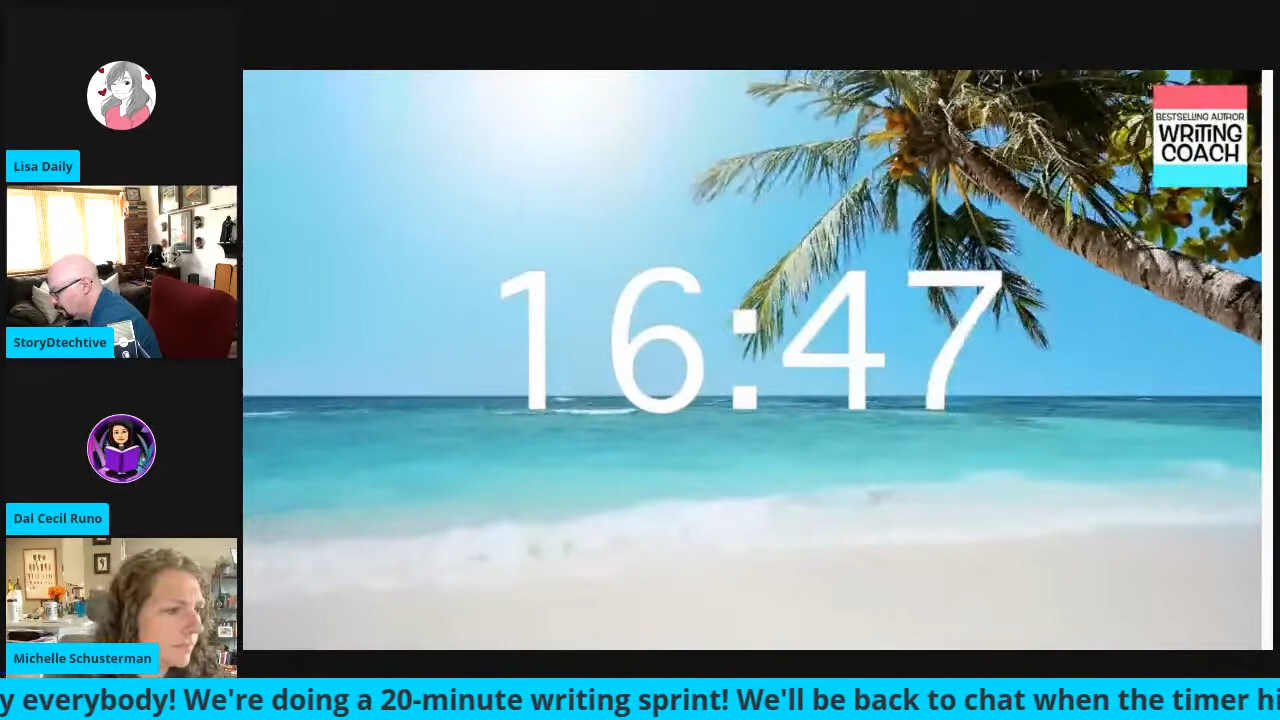 Lisa Daily
StoryDtechtive
Dal Cecil Runo
Michelle Schusterman
16:47
BESTSELLING AUTHOR
WRITING
COACH
y everybody! We're doing a 20-minute writing sprint! We'll be back to chat when the timer hi